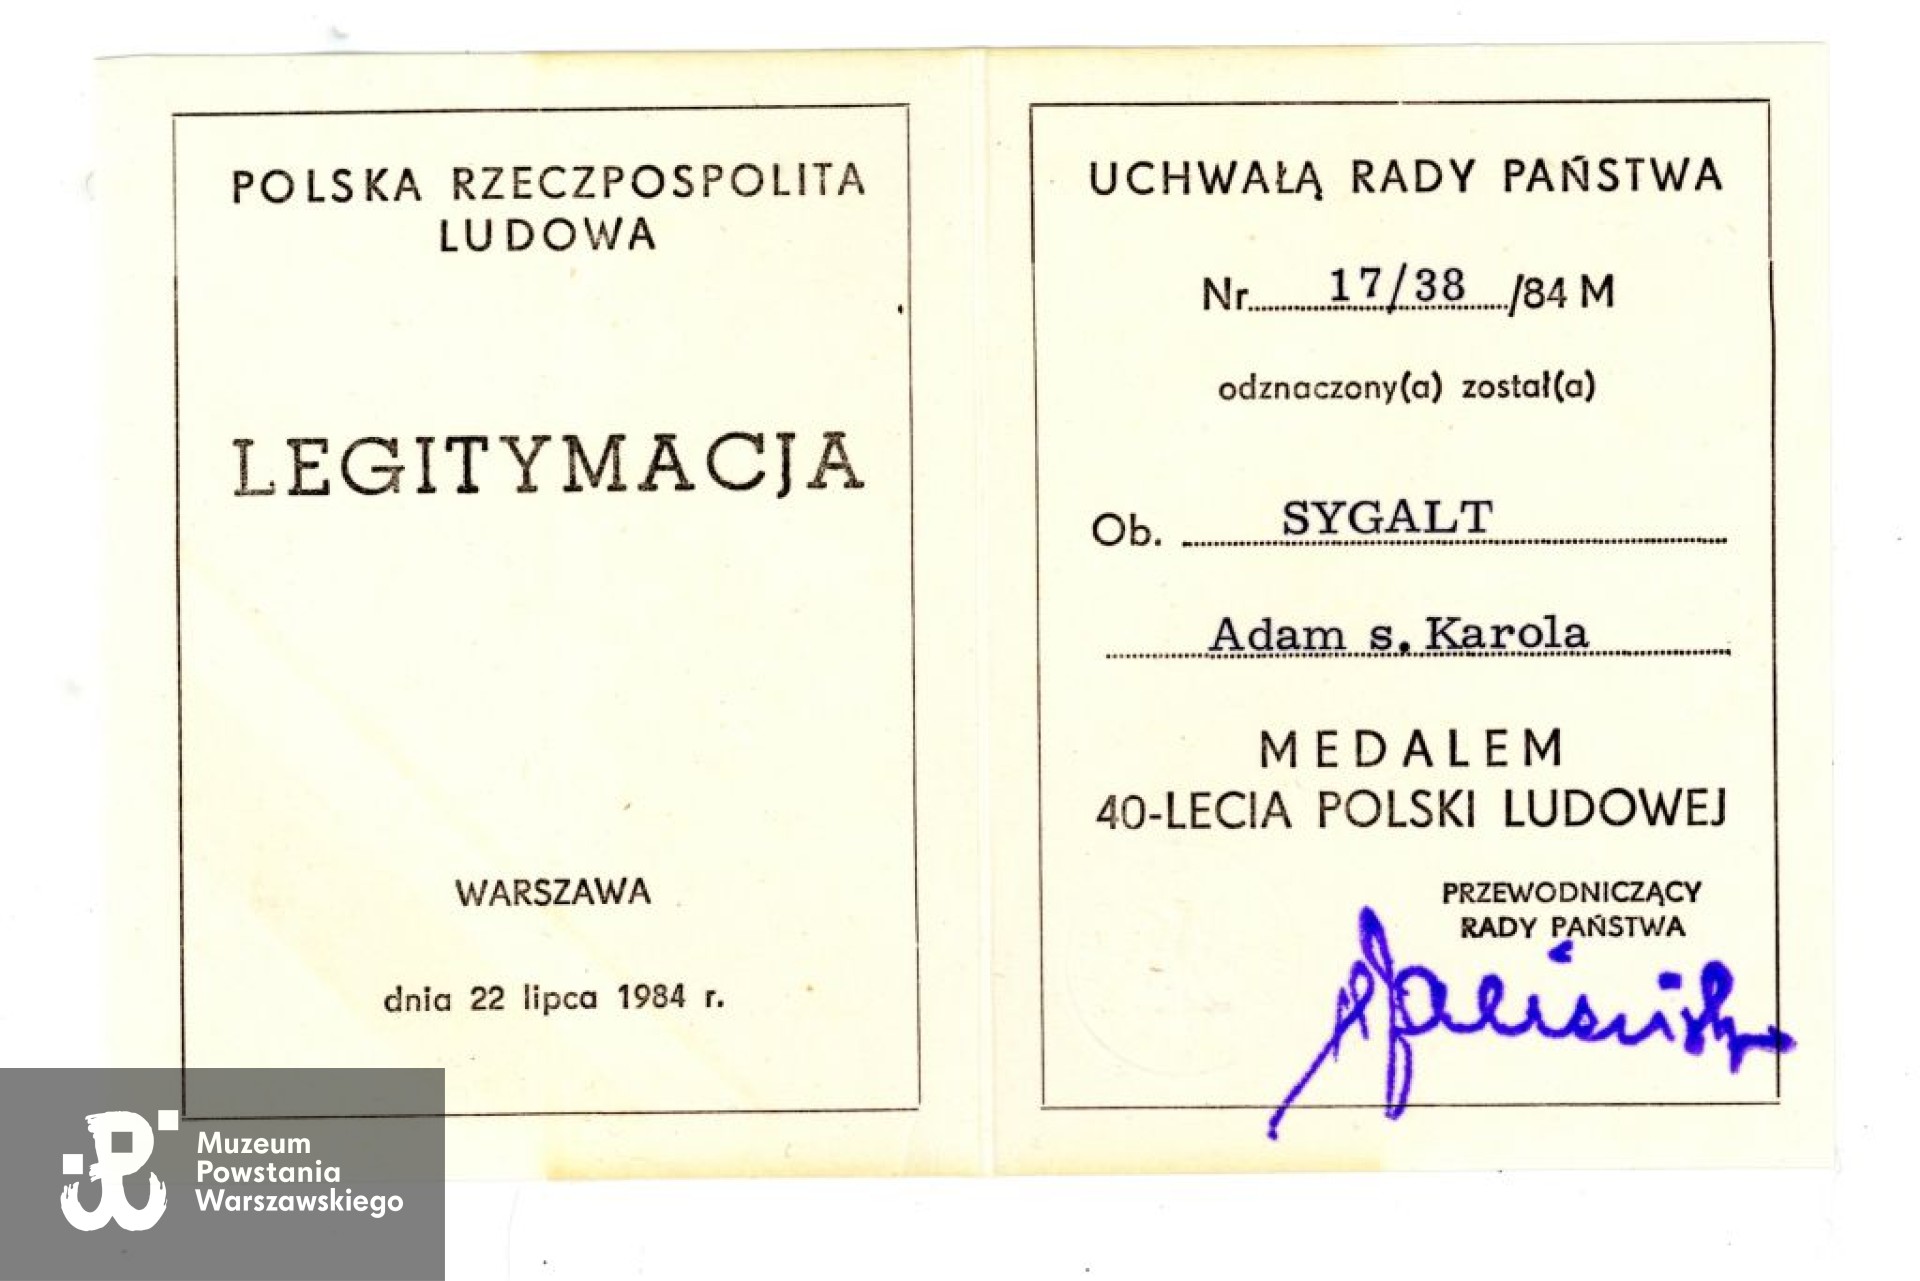 POLSKA RZECZPOSPOLITA
LUDOWA
LEGITYMACJA
WARSZAWA
dnia 22 lipca 1984 r.
UCHWAŁĄ RADY PAŃSTWA
Nr 17/38 /84 M
odznaczony(a) został(a)
Ob. SYGALT
Adam s. Karola
MEDALEM
40-LECIA POLSKI LUDOWEJ
PRZEWODNICZĄCY
RADY PAŃSTWA
Muzeum
Powstania
Warszawskiego